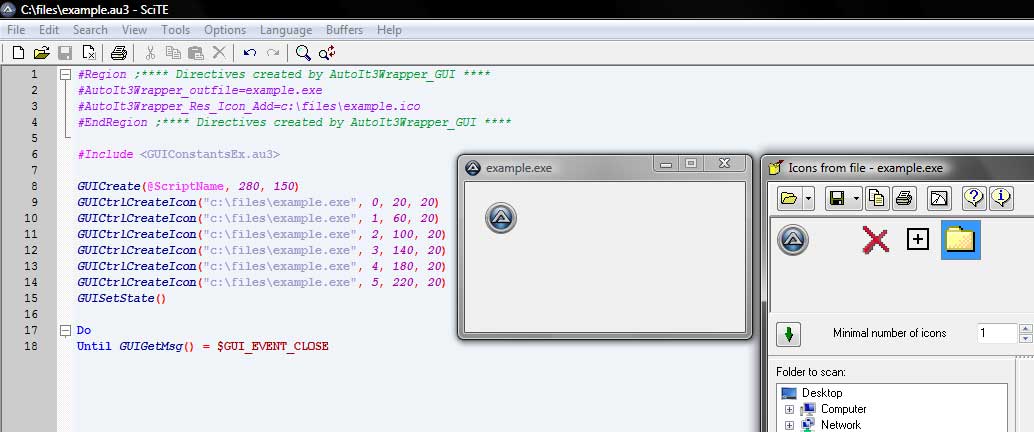 C:\files\example.au3 - SciTE
File Edit Search View Tools Options Language Buffers Help
1 #Region ;**** Directives created by AutoIt3Wrapper_GUI ****
2 #AutoIt3Wrapper_outfile=example.exe
3 #AutoIt3Wrapper_Res_Icon_Add=c:\files\example.ico
4 #EndRegion ;**** Directives created by AutoIt3Wrapper_GUI ****
5
6 #Include <GUIConstantsEx.au3>
7
8 GUICreate(@ScriptName, 280, 150)
9 GUICtrlCreateIcon("c:\files\example.exe", 0, 20, 20)
10 GUICtrlCreateIcon("c:\files\example.exe", 1, 60, 20)
11 GUICtrlCreateIcon("c:\files\example.exe", 2, 100, 20)
12 GUICtrlCreateIcon("c:\files\example.exe", 3, 140, 20)
13 GUICtrlCreateIcon("c:\files\example.exe", 4, 180, 20)
14 GUICtrlCreateIcon("c:\files\example.exe", 5, 220, 20)
15 GUISetState()
16
17 Do
18 Until GUIGetMsg() = $GUI_EVENT_CLOSE
example.exe
Icons from file - example.exe
Minimal number of icons 1
Folder to scan:
Desktop
Computer
Network